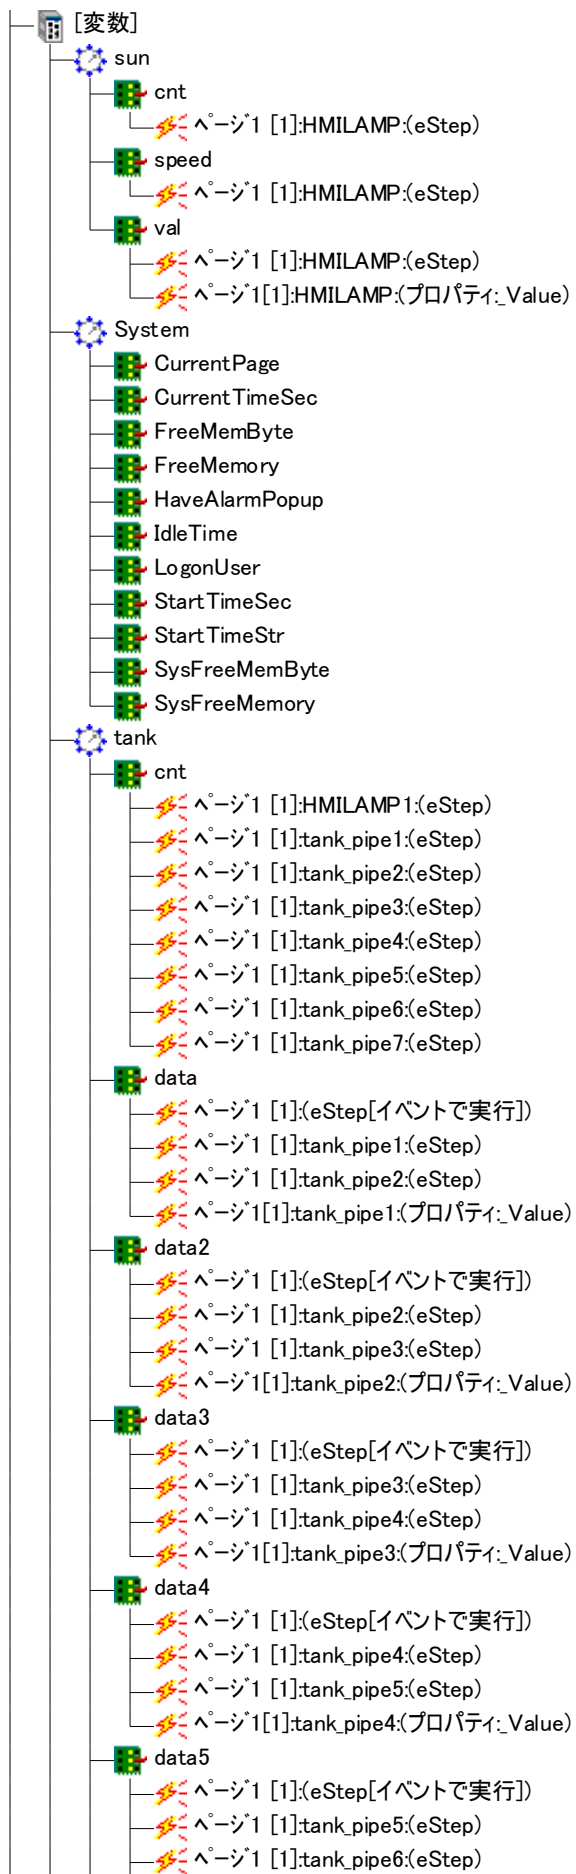 [変数]
sun
cnt
ページ1 [1]:HMILAMP:(eStep)
speed
ページ1 [1]:HMILAMP:(eStep)
val
ページ1 [1]:HMILAMP:(eStep)
ページ1[1]:HMILAMP:(プロパティ:_Value)
System
CurrentPage
CurrentTimeSec
FreeMemByte
FreeMemory
HaveAlarmPopup
IdleTime
LogonUser
StartTimeSec
StartTimeStr
SysFreeMemByte
SysFreeMemory
tank
cnt
ページ1 [1]:HMILAMP1:(eStep)
ページ1 [1]:tank_pipe1:(eStep)
ページ1 [1]:tank_pipe2:(eStep)
ページ1 [1]:tank_pipe3:(eStep)
ページ1 [1]:tank_pipe4:(eStep)
ページ1 [1]:tank_pipe5:(eStep)
ページ1 [1]:tank_pipe6:(eStep)
ページ1 [1]:tank_pipe7:(eStep)
data
ページ1 [1]:(eStep[イベントで実行])
ページ1 [1]:tank_pipe1:(eStep)
ページ1 [1]:tank_pipe2:(eStep)
ページ1[1]:tank_pipe1:(プロパティ:_Value)
data2
ページ1 [1]:(eStep[イベントで実行])
ページ1 [1]:tank_pipe2:(eStep)
ページ1 [1]:tank_pipe3:(eStep)
ページ1[1]:tank_pipe2:(プロパティ:_Value)
data3
ページ1 [1]:(eStep[イベントで実行])
ページ1 [1]:tank_pipe3:(eStep)
ページ1 [1]:tank_pipe4:(eStep)
ページ1[1]:tank_pipe3:(プロパティ:_Value)
data4
ページ1 [1]:(eStep[イベントで実行])
ページ1 [1]:tank_pipe4:(eStep)
ページ1 [1]:tank_pipe5:(eStep)
ページ1[1]:tank_pipe4:(プロパティ:_Value)
data5
ページ1 [1]:(eStep[イベントで実行])
ページ1 [1]:tank_pipe5:(eStep)
ページ1 [1]:tank_pipe6:(eStep)